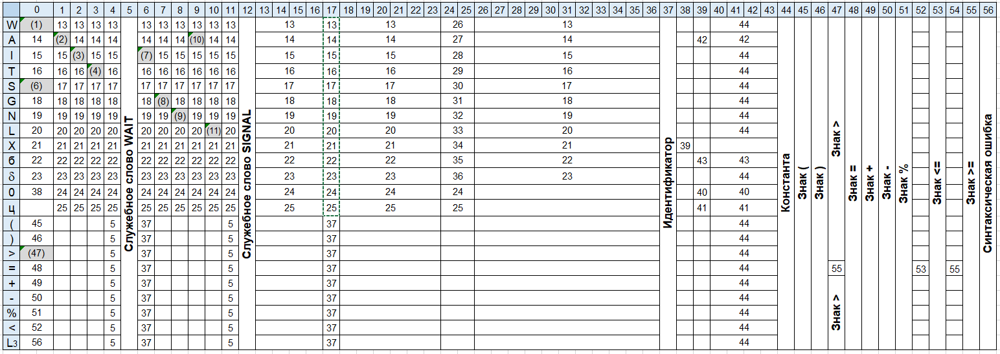 0 1 2 3 4 5 6 7 8 9 10 11 12 13 14 15 16 17 18 19 20 21 22 23 24 25 26 27 28 29 30 31 32 33 34 35 36 37 38 39 40 41 42 43 44 45 46 47 48 49 50 51 52 53 54 55 56
W (1) 13 13 13 13 13 13 13 13 13 13 13 13 13 26 13 44
A 14 (2) 14 14 14 14 14 14 (10) 14 14 14 14 14 27 14 42 42
I 15 15 (3) 15 15 (7) 15 15 15 15 15 15 15 15 28 15 44
T 16 16 16 (4) 16 16 16 16 16 16 16 16 16 16 29 16 44
S (6) 17 17 17 17 17 17 17 17 17 17 17 17 17 30 17 44
G 18 18 18 18 18 18 (8) 18 18 18 18 18 18 18 31 18 44
N 19 19 19 19 19 19 19 (9) 19 19 19 19 19 19 32 19 44
L 20 20 20 20 20 20 20 20 20 (11) 20 20 20 20 33 20 44
X 21 21 21 21 21 21 21 21 21 21 21 21 21 21 34 21 39
б 22 22 22 22 22 22 22 22 22 22 22 22 22 22 35 22 43 43
δ 23 23 23 23 23 23 23 23 23 23 23 23 23 23 36 23 44
0 38 24 24 24 24 24 24 24 24 24 24 24 24 24 24 40 40
ц 25 25 25 25 25 25 25 25 25 25 25 25 25 25 41 41
( 45 5 37 5 37 44
) 46 5 37 5 37 44
> (47) 5 37 5 37 44
= 48 5 37 5 37 44 55 53 55
+ 49 5 37 5 37 44
- 50 5 37 5 37 44
% 51 5 37 5 37 44
< 52 5 37 5 37 44
L3 56 5 37 5 37 44
Служебное слово WAIT
Служебное слово SIGNAL
Идентификатор
Константа
Знак (
Знак )
Знак >
Знак >
Знак =
Знак +
Знак -
Знак %
Знак <=
Знак >=
Синтаксическая ошибка